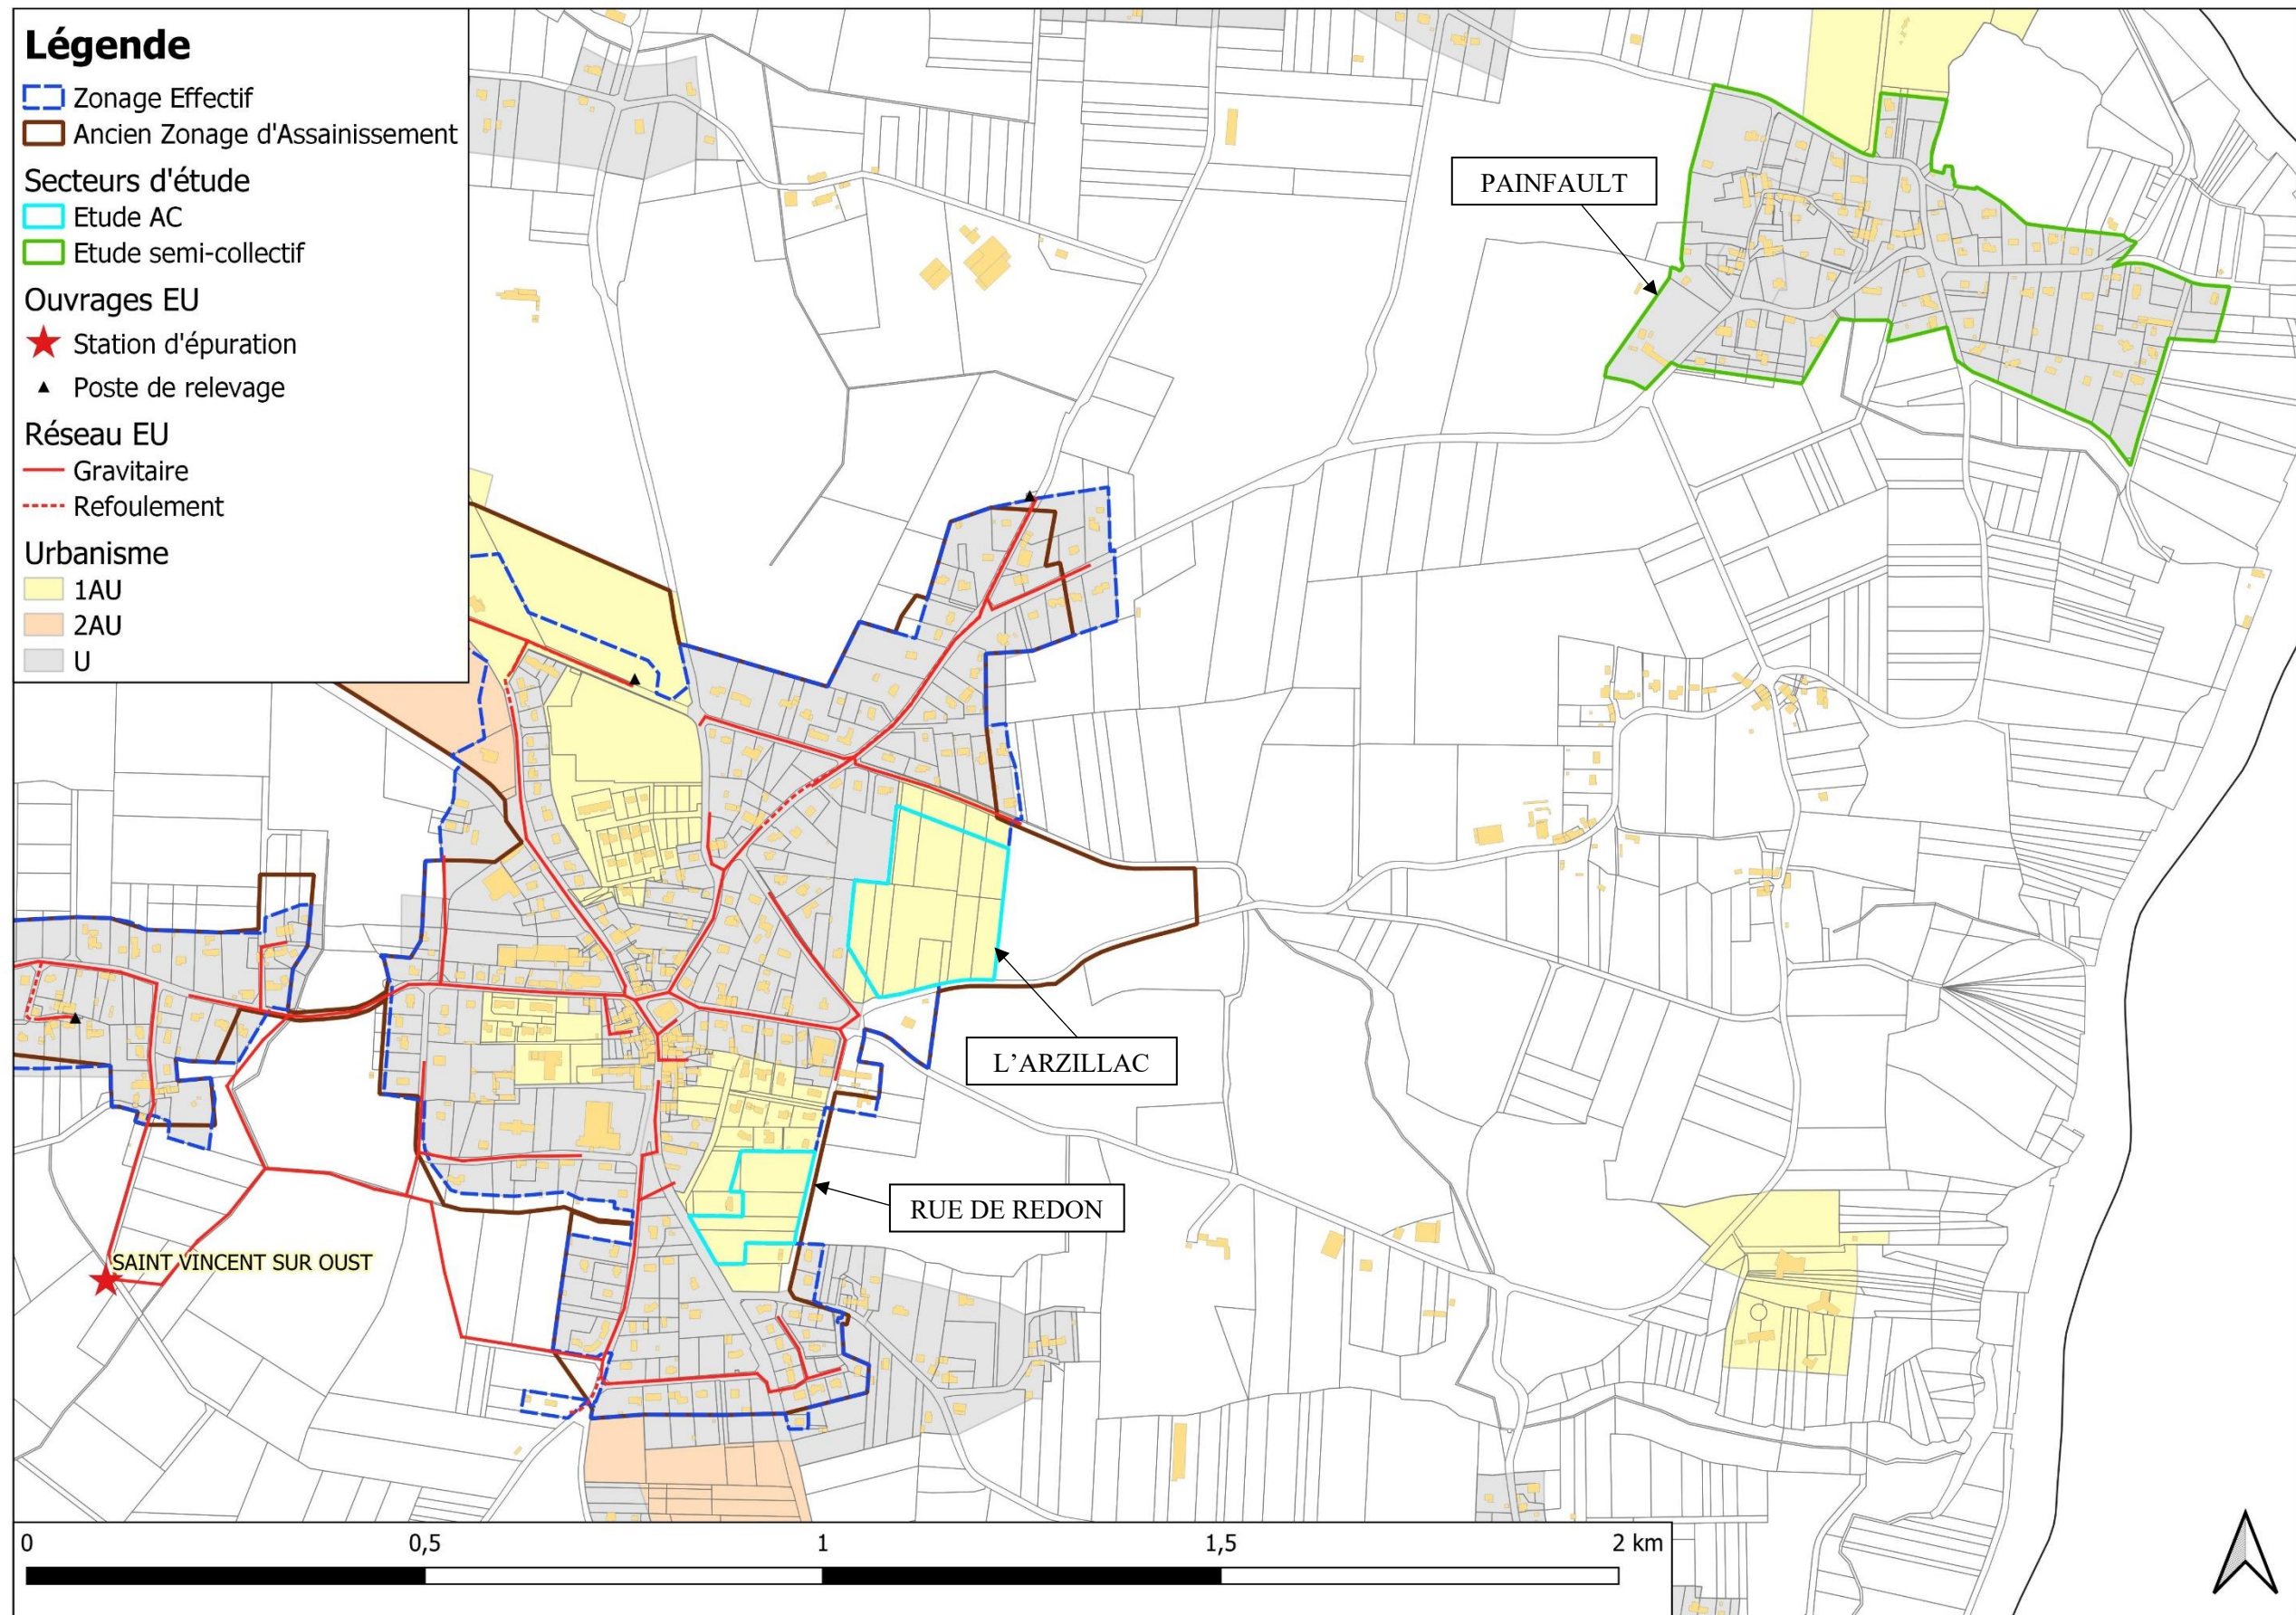 Légende
Zonage Effectif
Ancien Zonage d'Assainissement
Secteurs d'étude
Etude AC
Etude semi-collectif
Ouvrages EU
Station d'épuration
Poste de relevage
Réseau EU
Gravitaire
Refoulement
Urbanisme
1AU
2AU
U
PAINFAULT
L'ARZILLAC
RUE DE REDON
SAINT VINCENT SUR OUST
0 0,5 1 1,5 2 km